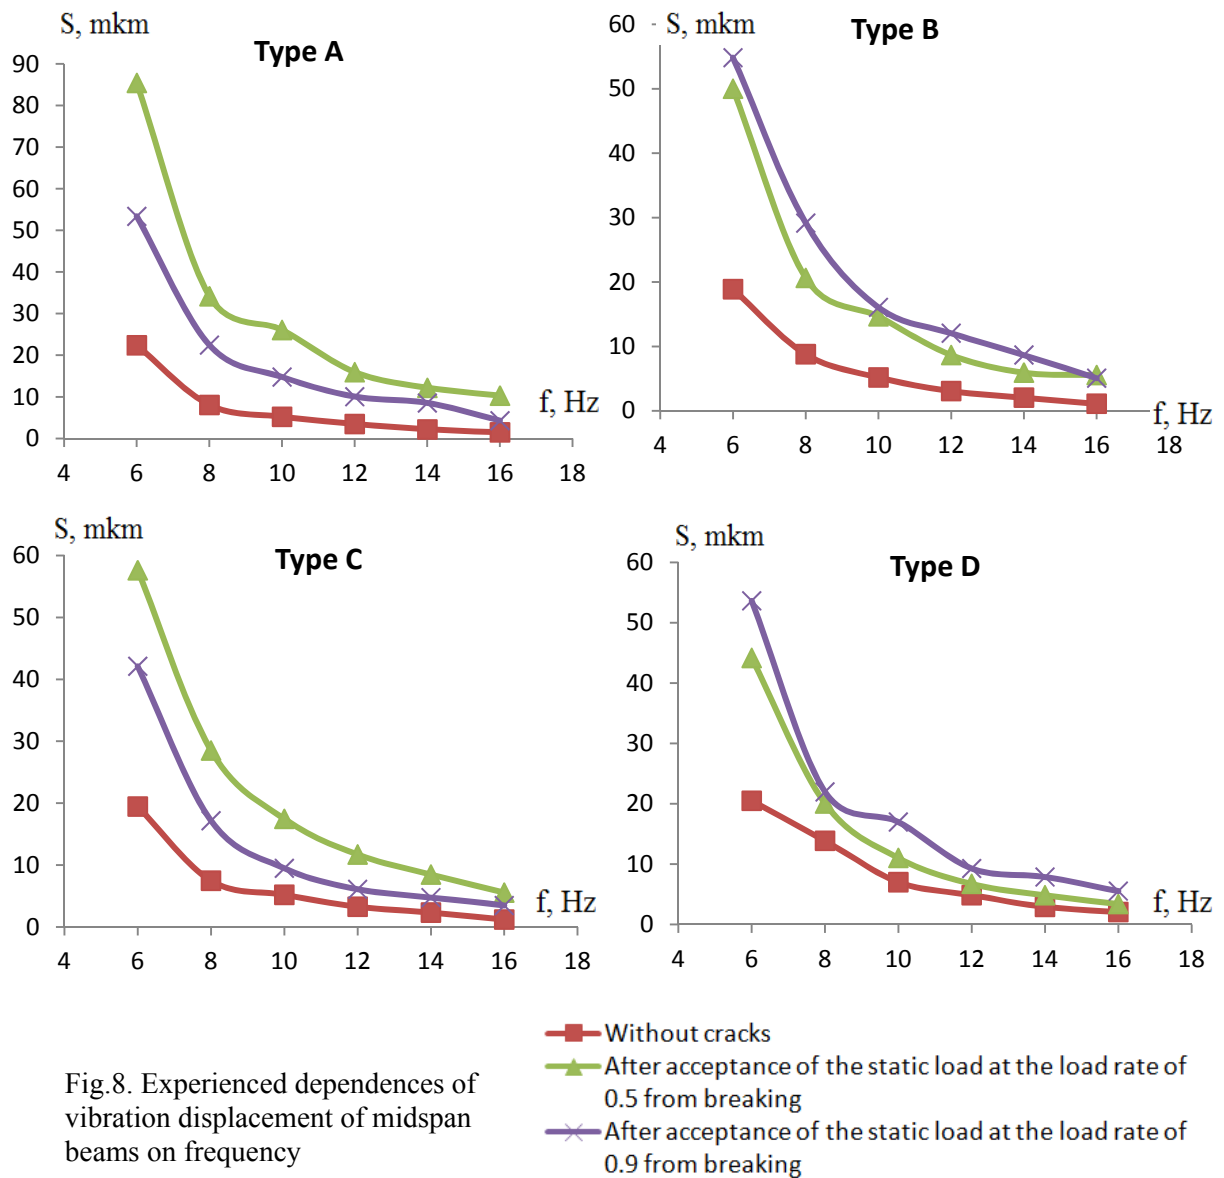 S, mkm
Type A
90
80
70
60
50
40
30
20
10
0
f, Hz
4 6 8 10 12 14 16 18
S, mkm
Type B
60
50
40
30
20
10
0
f, Hz
4 6 8 10 12 14 16 18
S, mkm
Type C
60
50
40
30
20
10
0
f, Hz
4 6 8 10 12 14 16 18
S, mkm
Type D
60
50
40
30
20
10
0
f, Hz
4 6 8 10 12 14 16 18
Without cracks
After acceptance of the static load at the load rate of
0.5 from breaking
After acceptance of the static load at the load rate of
0.9 from breaking
Fig.8. Experienced dependences of
vibration displacement of midspan
beams on frequency